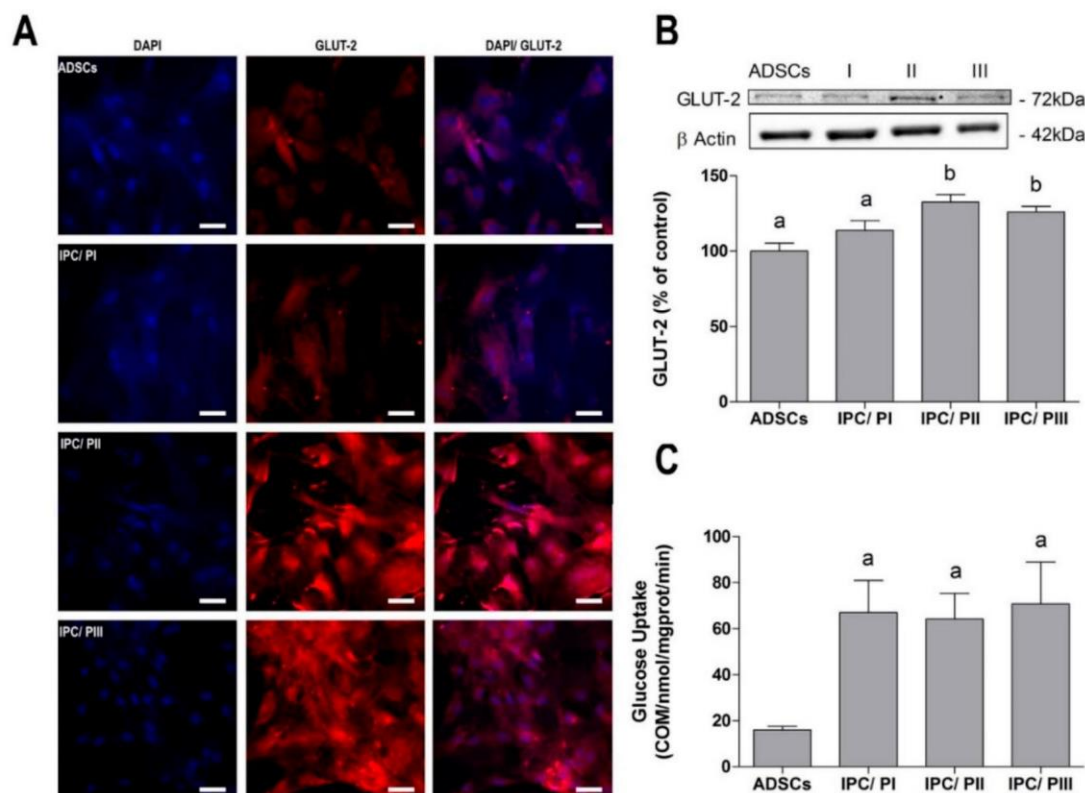 A
DAPI GLUT-2 DAPI/ GLUT-2
ADSCs
IPC/ PI
IPC/ PII
IPC/ PIII
B
ADSCs I II III
GLUT-2 - 72kDa
β Actin - 42kDa
GLUT-2 (% of control)
150
100
50
0
a a b b
ADSCs IPC/ PI IPC/ PII IPC/ PIII
C
Glucose Uptake
(COM/nmol/mgprot/min)
100
80
60
40
20
0
a a a
ADSCs IPC/ PI IPC/ PII IPC/ PIII